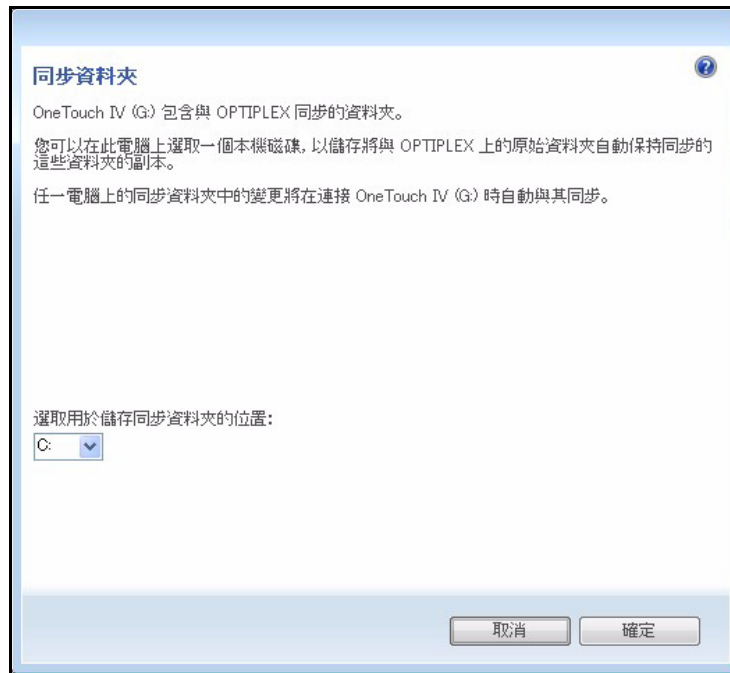 同步資料夾
OneTouch IV (G:) 包含與 OPTIPLEX 同步的資料夾。
您可以在此電腦上選取一個本機磁碟, 以儲存將與 OPTIPLEX 上的原始資料夾自動保持同步的
這些資料夾的副本。
任一電腦上的同步資料夾中的變更將在連接 OneTouch IV (G:) 時自動與其同步。
選取用於儲存同步資料夾的位置:
C:
取消
確定